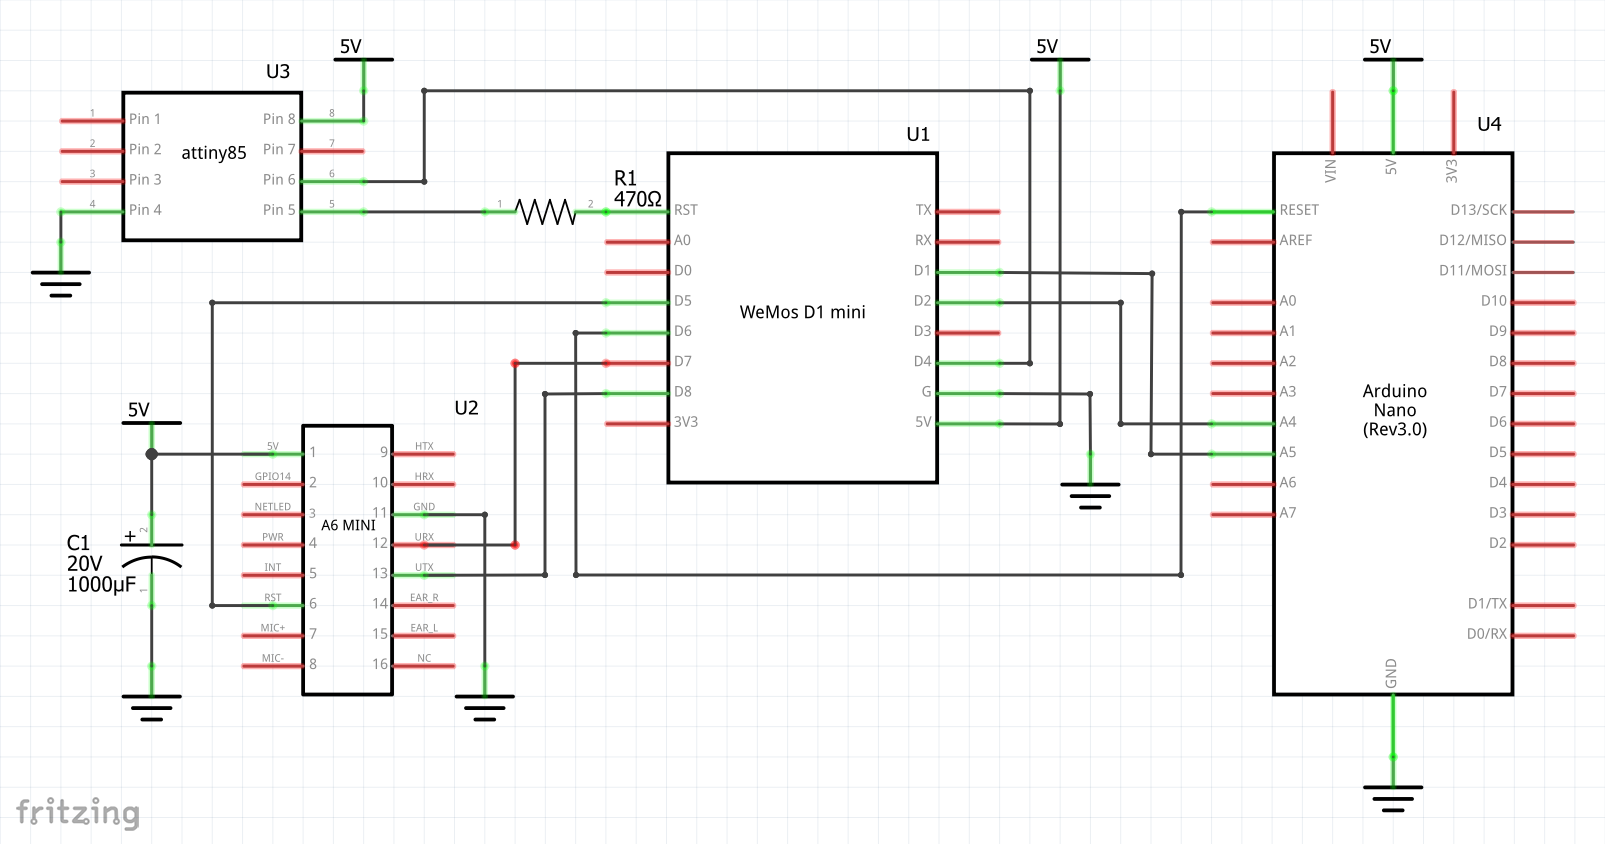 5V
U3
1
2
3
4
Pin 1
Pin 2
Pin 3
Pin 4
attiny85
Pin 8
Pin 7
Pin 6
Pin 5
8
7
6
5
R1
470Ω
1
2
5V
U1
RST
A0
D0
D5
D6
D7
D8
3V3
WeMos D1 mini
TX
RX
D1
D2
D3
D4
G
5V
5V
U4
VIN
5V
3V3
RESET
AREF
A0
A1
A2
A3
A4
A5
A6
A7
Arduino
Nano
(Rev3.0)
D13/SCK
D12/MISO
D11/MOSI
D10
D9
D8
D7
D6
D5
D4
D3
D2
D1/TX
D0/RX
GND
5V
C1
20V
1000µF
+
2
1
U2
5V
GPIO14
NETLED
PWR
INT
RST
MIC+
MIC-
1
2
3
4
5
6
7
8
A6 MINI
9
10
11
12
13
14
15
16
HTX
HRX
GND
URX
UTX
EAR_R
EAR_L
NC
fritzing